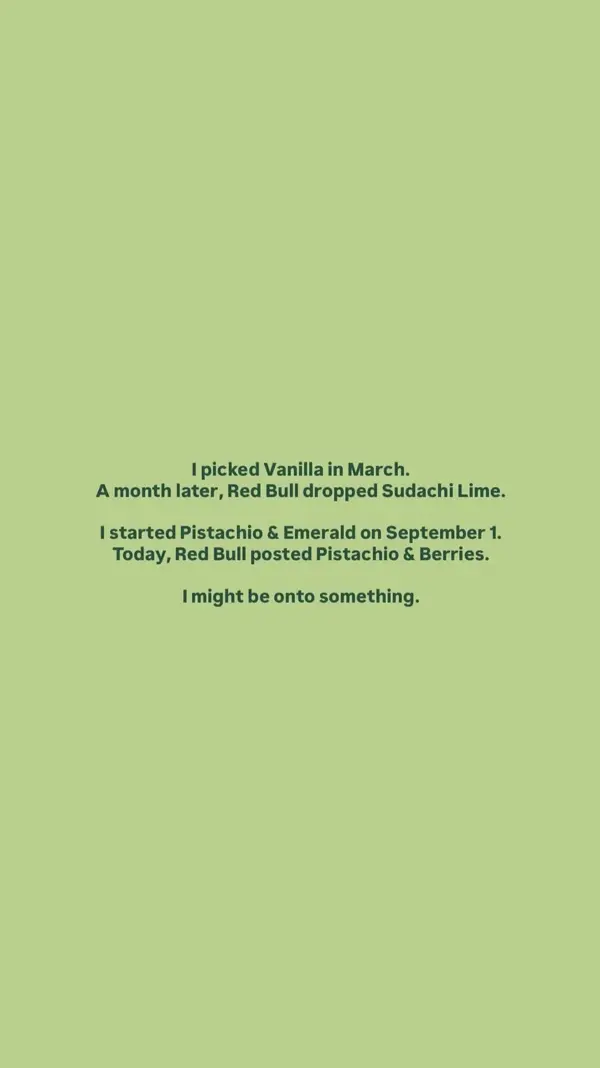 I picked Vanilla in March.
A month later, Red Bull dropped Sudachi Lime.
I started Pistachio & Emerald on September 1.
Today, Red Bull posted Pistachio & Berries.
I might be onto something.